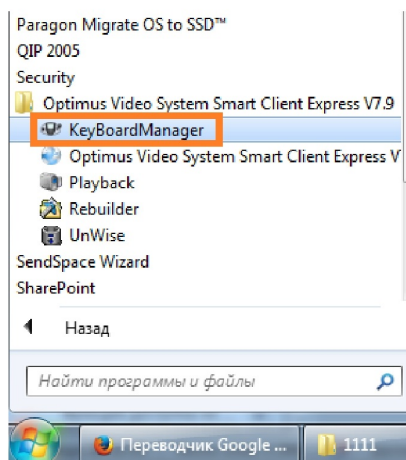 Paragon Migrate OS to SSD™
QIP 2005
Security
Optimus Video System Smart Client Express V7.9
KeyBoardManager
Optimus Video System Smart Client Express V
Playback
Rebuilder
UnWise
SendSpace Wizard
SharePoint
Назад
Найти программы и файлы
Переводчик Google ...
1111